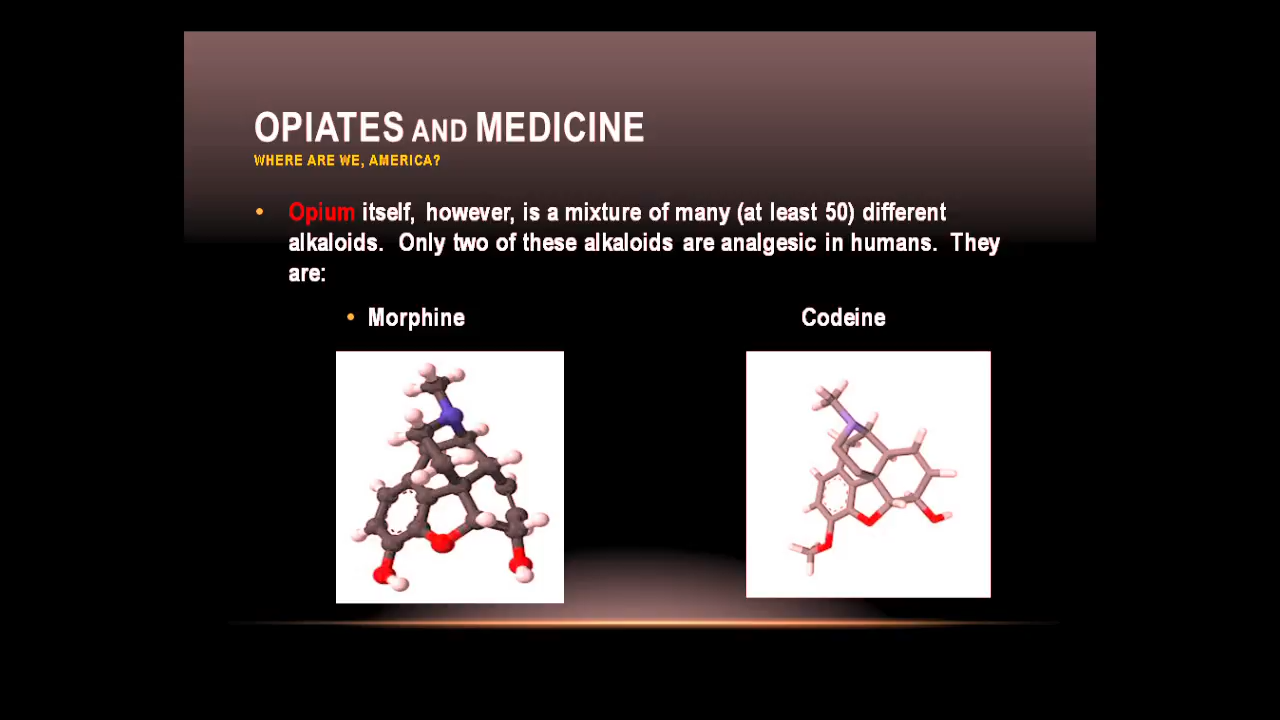 OPIATES AND MEDICINE
WHERE ARE WE, AMERICA?
• Opium itself, however, is a mixture of many (at least 50) different
alkaloids. Only two of these alkaloids are analgesic in humans. They
are:
• Morphine
Codeine